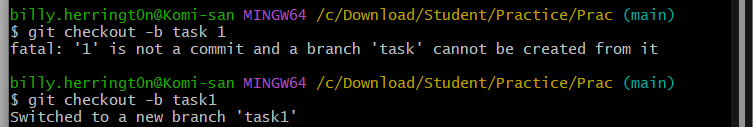 billy.herringt0n@Komi-san MINGW64 /c/Download/Student/Practice/Prac (main)
$ git checkout -b task 1
fatal: '1' is not a commit and a branch 'task' cannot be created from it
billy.herringt0n@Komi-san MINGW64 /c/Download/Student/Practice/Prac (main)
$ git checkout -b task1
Switched to a new branch 'task1'